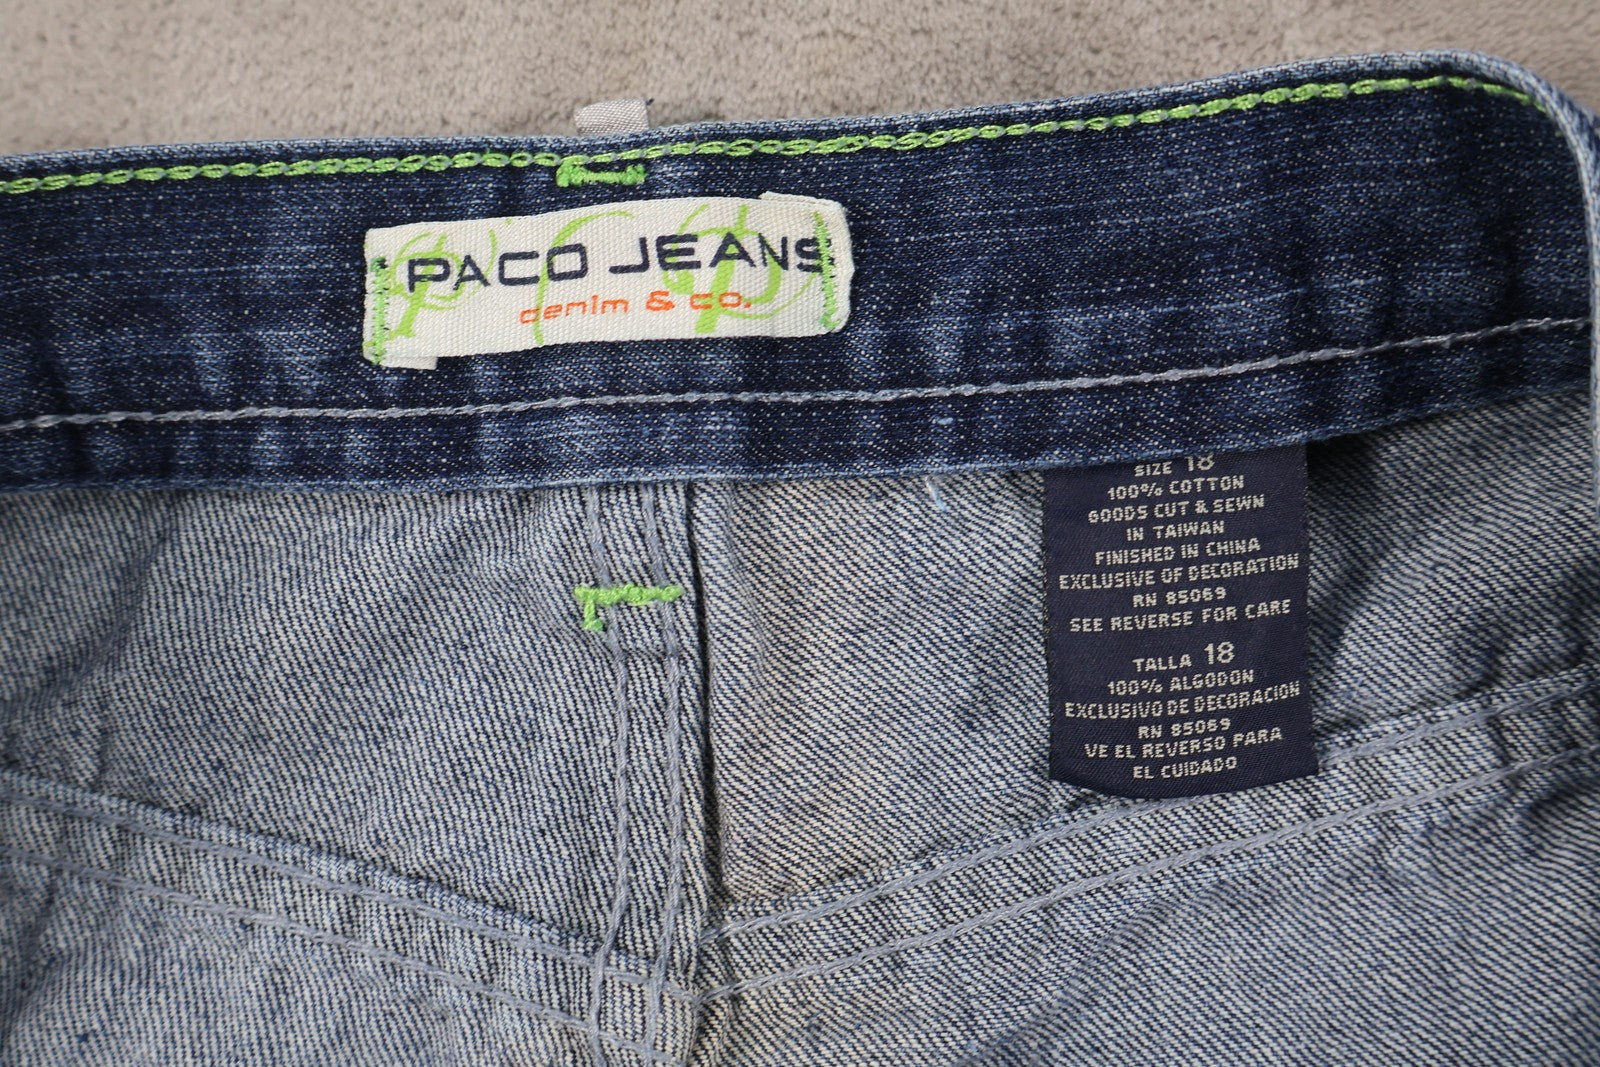 PACO JEANS
denim & co.
SIZE 18
100% COTTON
GOODS CUT & SEWN
IN TAIWAN
FINISHED IN CHINA
EXCLUSIVE OF DECORATION
RN 85069
SEE REVERSE FOR CARE
TALLA 18
100% ALGODON
EXCLUSIVO DE DECORACION
RN 85069
VE EL REVERSO PARA
EL CUIDADO